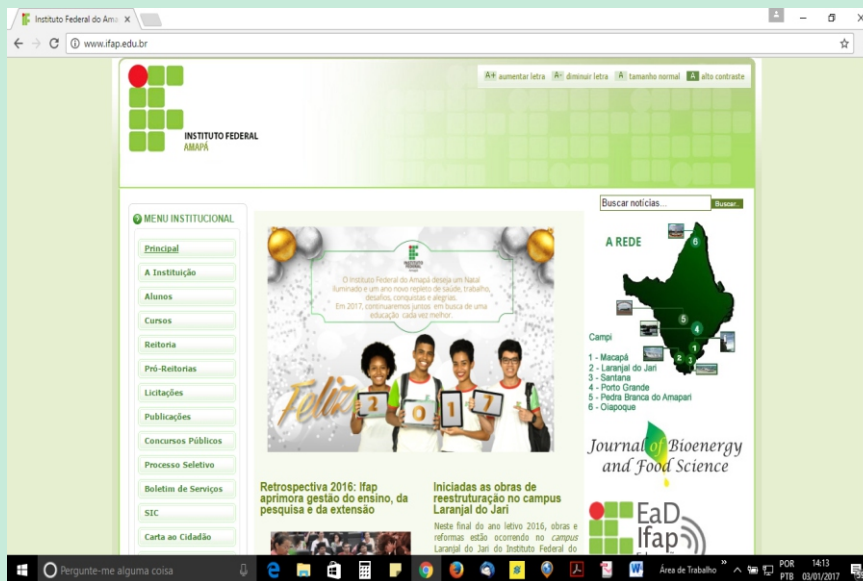 Instituto Federal do Ama
www.ifap.edu.br
A+ aumentar letra A- diminuir letra A tamanho normal A alto contraste
INSTITUTO FEDERAL
AMAPÁ
Buscar notícias...
Buscar..
MENU INSTITUCIONAL
Principal
A Instituição
Alunos
Cursos
Reitoria
Pró-Reitorias
Licitações
Publicações
Concursos Públicos
Processo Seletivo
Boletim de Serviços
SIC
Carta ao Cidadão
INSTITUTO FEDERAL
O Instituto Federal do Amapá deseja um Natal
iluminado e um ano novo repleto de saúde, trabalho,
desafios, conquistas e alegrias.
Em 2017, continuaremos juntos em busca de uma
educação cada vez melhor.
Feliz 2017
Retrospectiva 2016: Ifap
aprimora gestão do ensino, da
pesquisa e da extensão
Iniciadas as obras de
reestruturação no campus
Laranjal do Jari
Neste final do ano letivo 2016, obras e
reformas estão ocorrendo no campus
Laranjal do Jari do Instituto Federal do
A REDE
6
5
4
1
2
3
Campi
1 - Macapá
2 - Laranjal do Jari
3 - Santana
4 - Porto Grande
5 - Pedra Branca do Amapari
6 - Oiapoque
Journal of Bioenergy
and Food Science
EaD
Ifap
Pergunte-me alguma coisa
Área de Trabalho
POR
PTB
14:13
03/01/2017